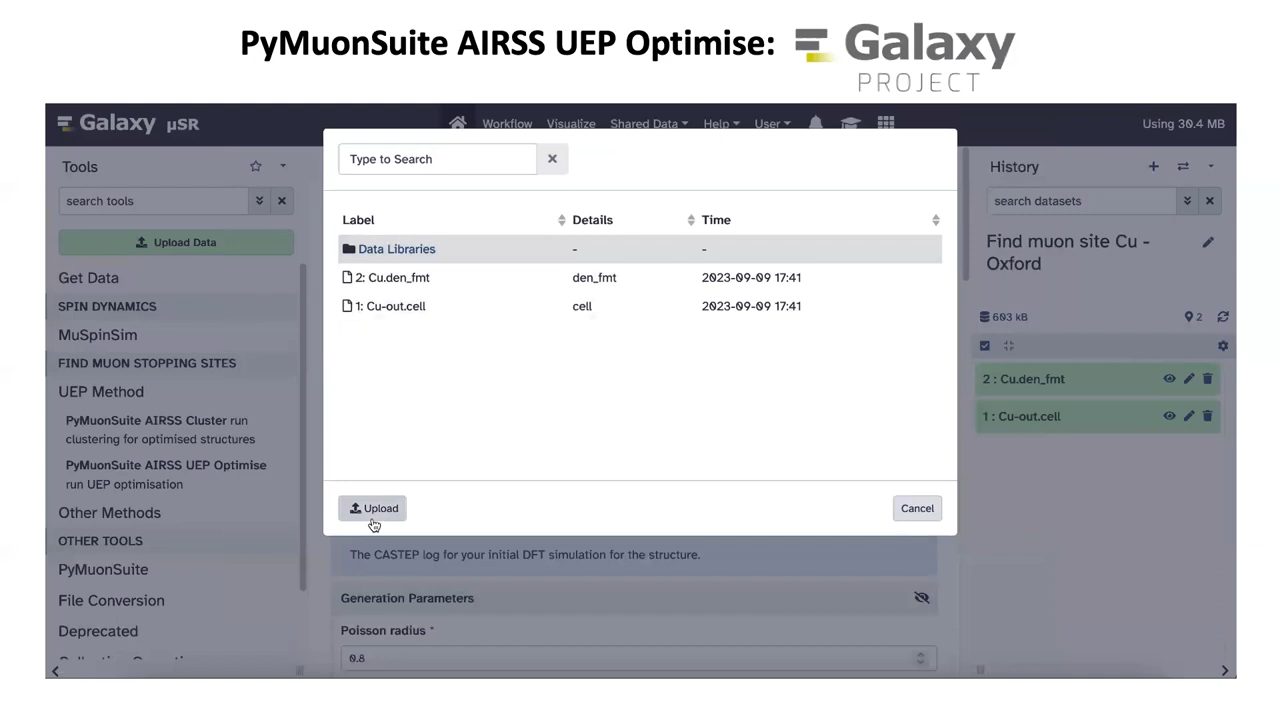 PyMuonSuite AIRSS UEP Optimise:
Galaxy
PROJECT
Galaxy μSR
Workflow Visualize Shared Data Help User
Using 30.4 MB
Tools
search tools
Upload Data
Get Data
SPIN DYNAMICS
MuSpinSim
FIND MUON STOPPING SITES
UEP Method
PyMuonSuite AIRSS Cluster run
clustering for optimised structures
PyMuonSuite AIRSS UEP Optimise
run UEP optimisation
Other Methods
OTHER TOOLS
PyMuonSuite
File Conversion
Deprecated
Type to Search
Label Details Time
Data Libraries - -
2: Cu.den_fmt den_fmt 2023-09-09 17:41
1: Cu-out.cell cell 2023-09-09 17:41
Upload
Cancel
The CASTEP log for your initial DFT simulation for the structure.
Generation Parameters
Poisson radius *
0.8
History
search datasets
Find muon site Cu -
Oxford
603 kB
2
2 : Cu.den_fmt
1 : Cu-out.cell